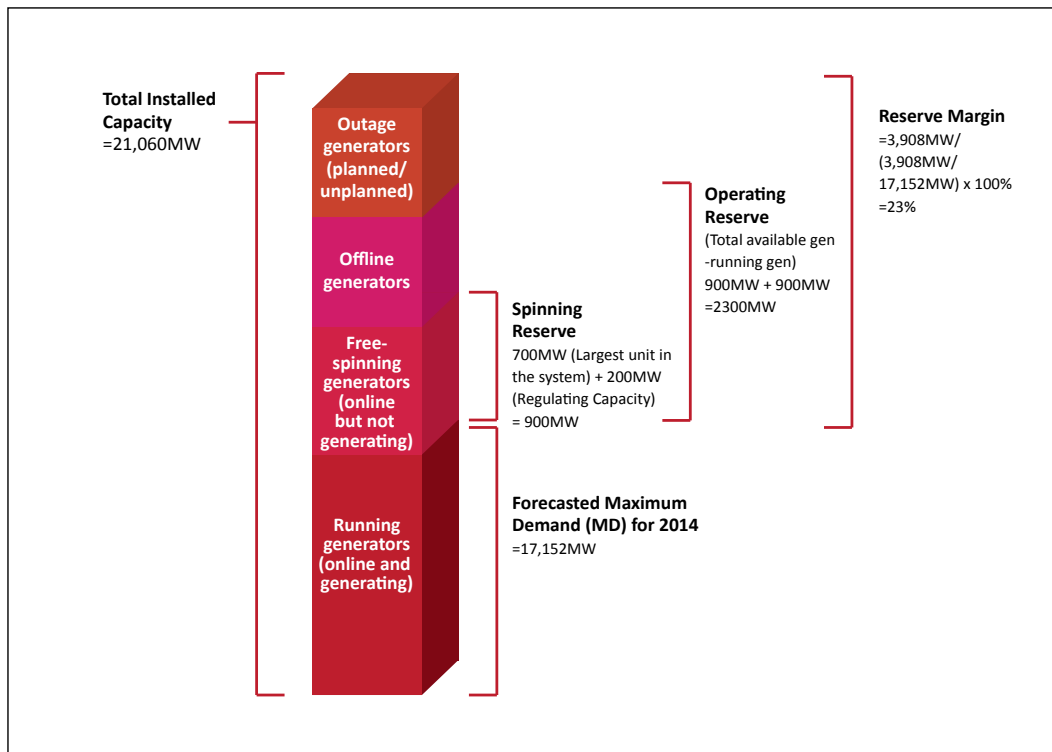 Total Installed
Capacity
=21,060MW
Outage
generators
(planned/
unplanned)
Offline
generators
Free-
spinning
generators
(online
but not
generating)
Running
generators
(online and
generating)
Spinning
Reserve
700MW (Largest unit in
the system) + 200MW
(Regulating Capacity)
= 900MW
Forecasted Maximum
Demand (MD) for 2014
=17,152MW
Operating
Reserve
(Total available gen
-running gen)
900MW + 900MW
=2300MW
Reserve Margin
=3,908MW/
(3,908MW/
17,152MW) x 100%
=23%